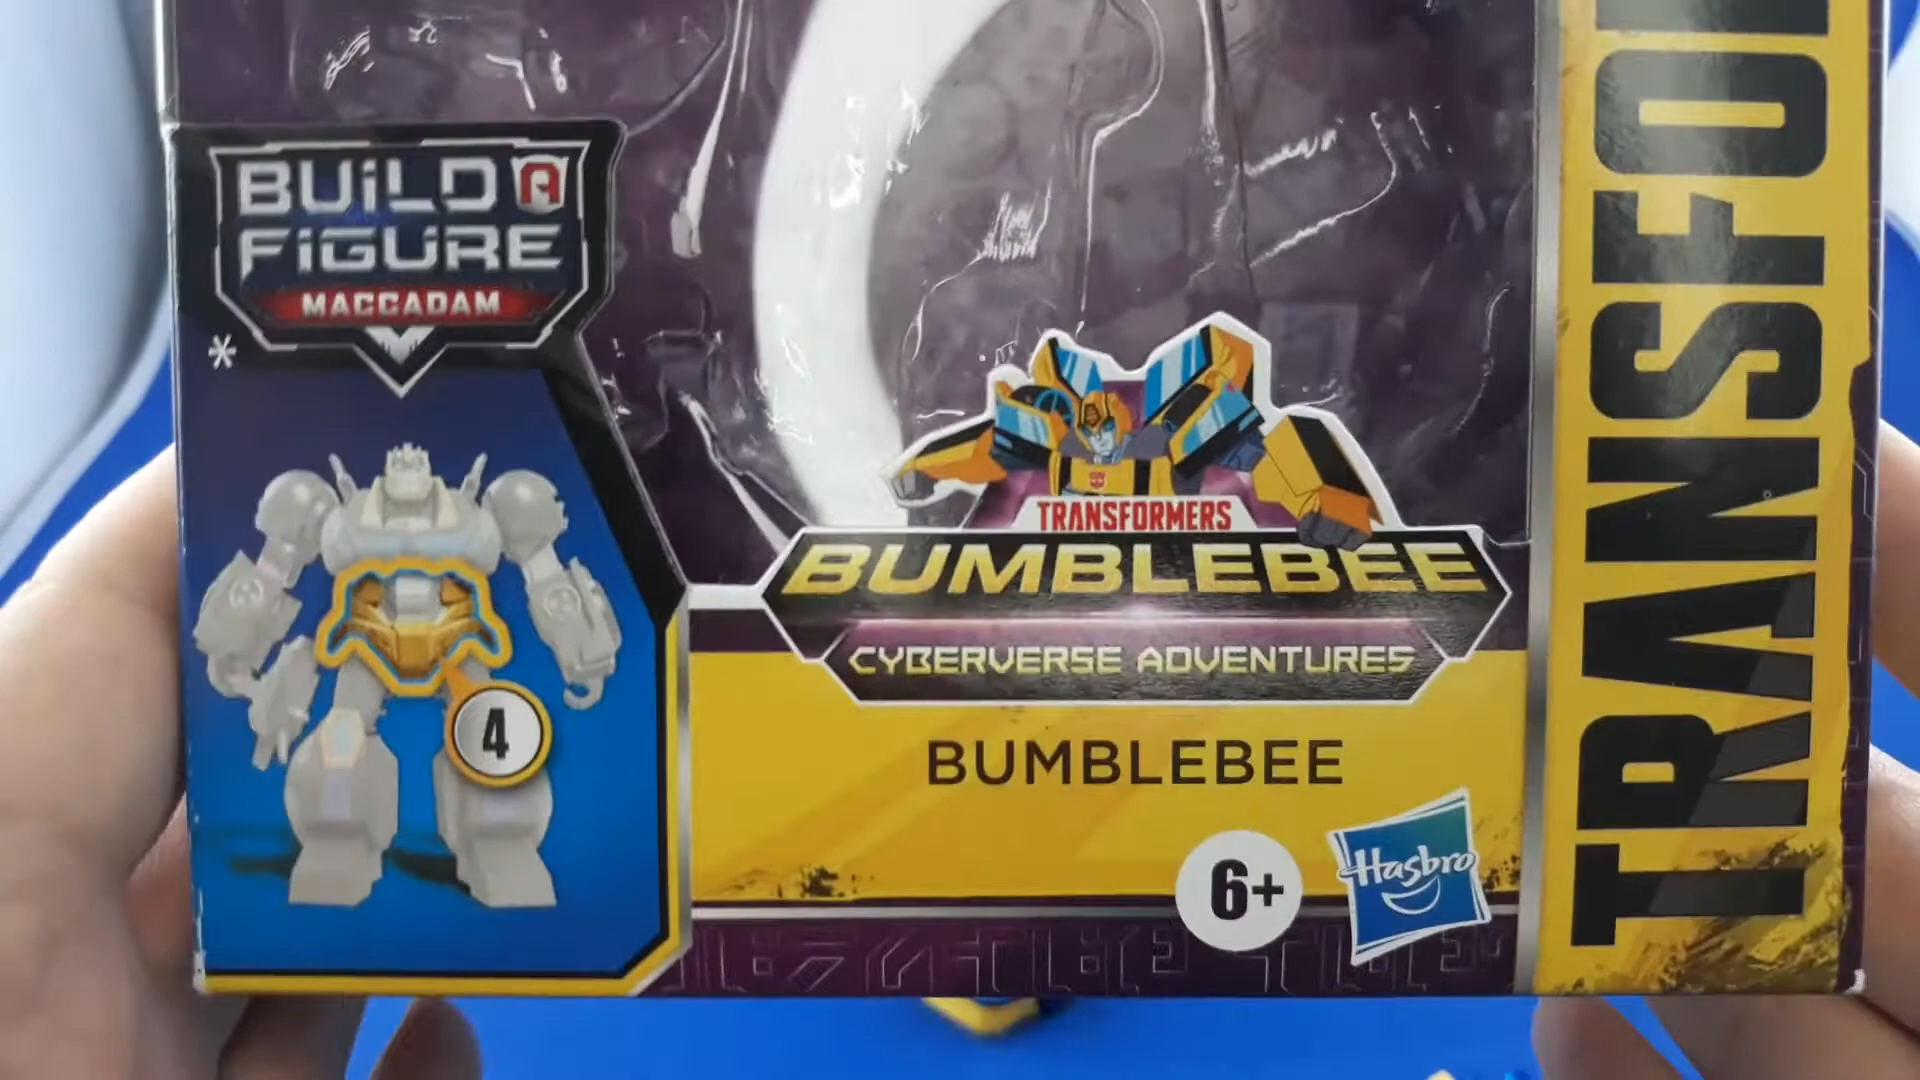 BUiLD A
FiGURE
MACCADAM
*
4
TRANSFORMERS
BUMBLEBEE
CYBERVERSE ADVENTURES
BUMBLEBEE
6+
Hasbro
TRANSFO